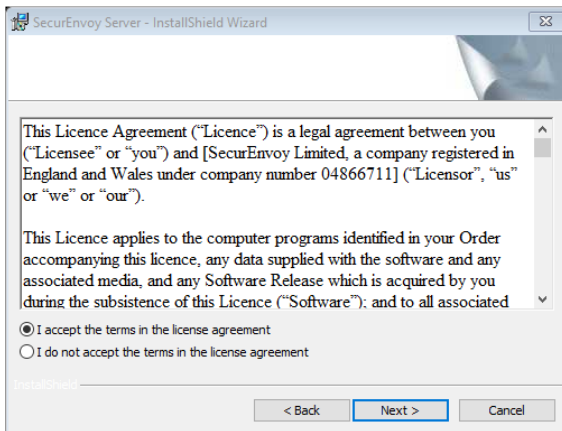 SecurEnvoy Server - InstallShield Wizard
This Licence Agreement (“Licence”) is a legal agreement between you
(“Licensee” or “you”) and [SecurEnvoy Limited, a company registered in
England and Wales under company number 04866711] (“Licensor”, “us”
or “we” or “our”).
This Licence applies to the computer programs identified in your Order
accompanying this licence, any data supplied with the software and any
associated media, and any Software Release which is acquired by you
during the subsistence of this Licence (“Software”); and to all associated
I accept the terms in the license agreement
I do not accept the terms in the license agreement
InstallShield
< Back
Next >
Cancel